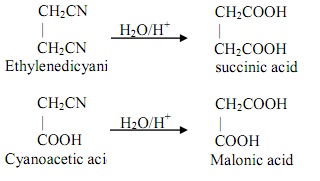 CH₂CN CH₂COOH
| H₂O/H⁺ |
CH₂CN CH₂COOH
Ethylenedicyani succinic acid
CH₂CN CH₂COOH
| H₂O/H⁺ |
COOH COOH
Cyanoacetic aci Malonic acid